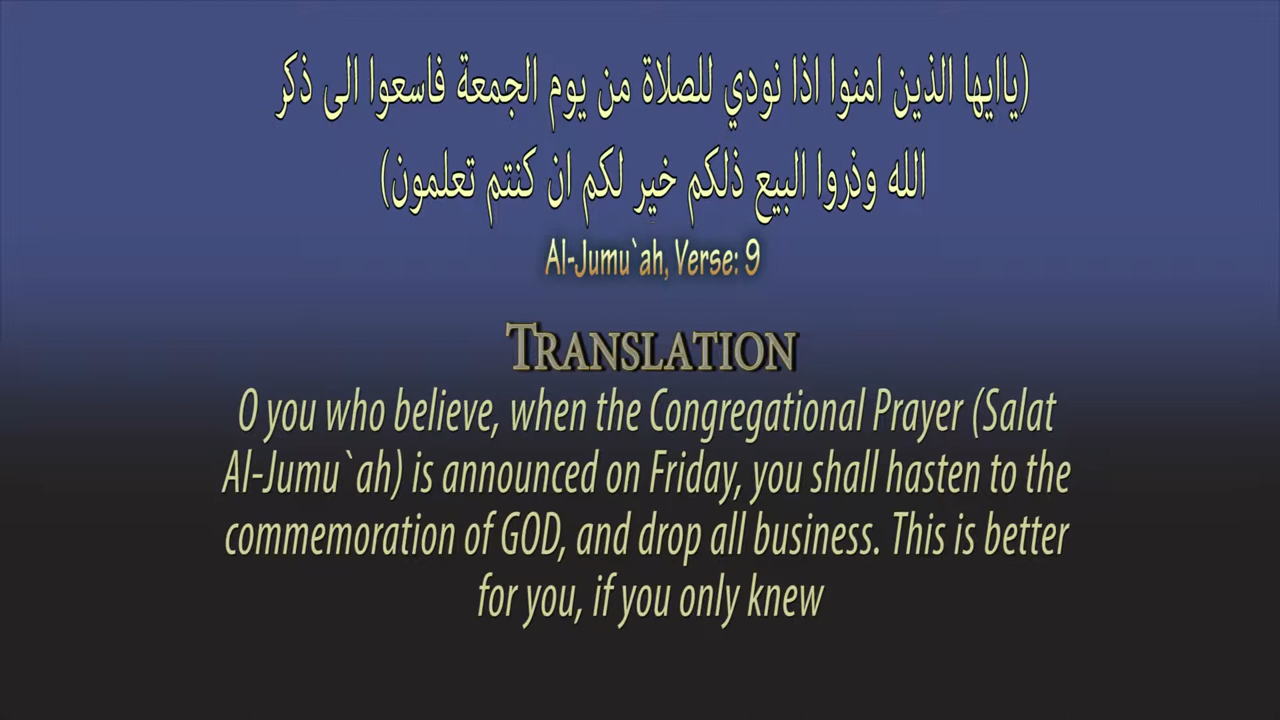 (ياايها الذين امنوا اذا نودي للصلاة من يوم الجمعة فاسعوا الى ذكر
الله وذروا البيع ذلكم خير لكم ان كنتم تعلمون)
Al-Jumu`ah, Verse: 9
TRANSLATION
O you who believe, when the Congregational Prayer (Salat
Al-Jumu`ah) is announced on Friday, you shall hasten to the
commemoration of GOD, and drop all business. This is better
for you, if you only knew